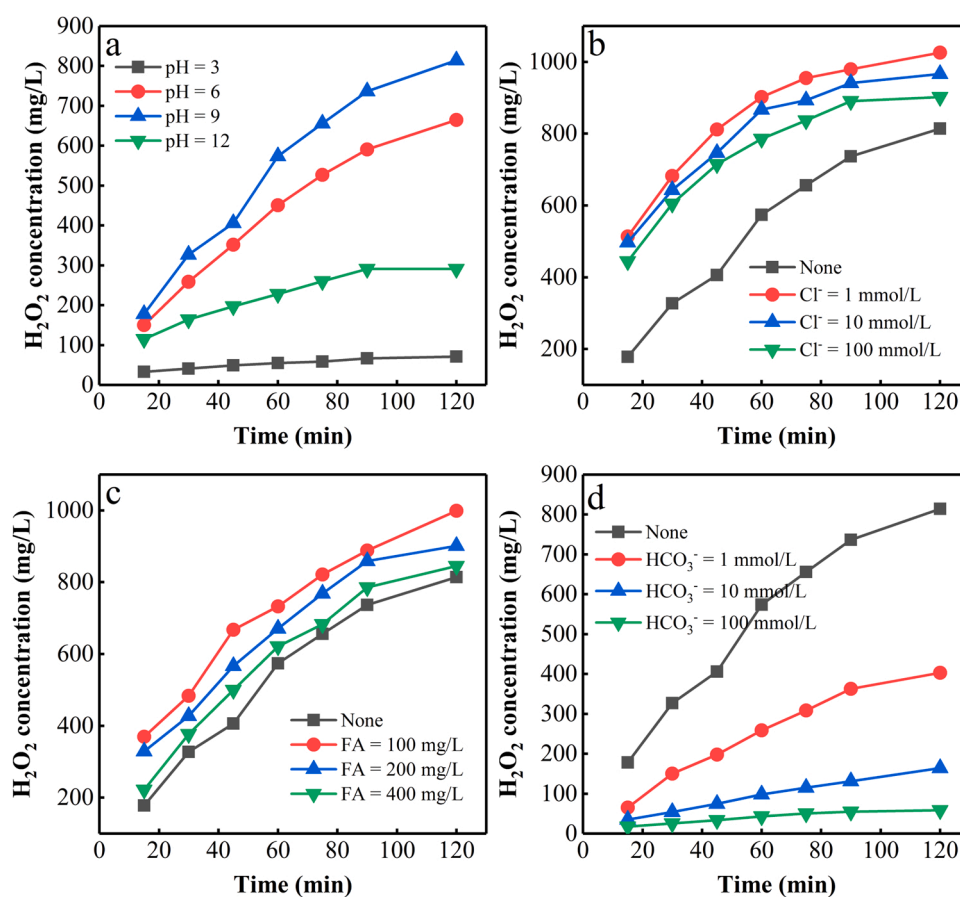 a
pH = 3
pH = 6
pH = 9
pH = 12
H₂O₂ concentration (mg/L)
900
800
700
600
500
400
300
200
100
0
0 20 40 60 80 100 120
Time (min)
b
None
Cl⁻ = 1 mmol/L
Cl⁻ = 10 mmol/L
Cl⁻ = 100 mmol/L
H₂O₂ concentration (mg/L)
1000
800
600
400
200
0 20 40 60 80 100 120
Time (min)
c
None
FA = 100 mg/L
FA = 200 mg/L
FA = 400 mg/L
H₂O₂ concentration (mg/L)
1000
800
600
400
200
0 20 40 60 80 100 120
Time (min)
d
None
HCO₃⁻ = 1 mmol/L
HCO₃⁻ = 10 mmol/L
HCO₃⁻ = 100 mmol/L
H₂O₂ concentration (mg/L)
900
800
700
600
500
400
300
200
100
0
0 20 40 60 80 100 120
Time (min)